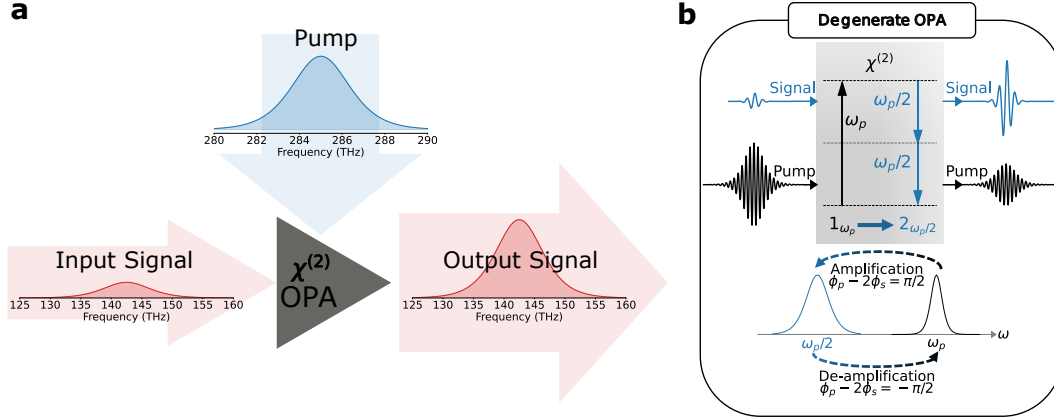 a
Pump
280 282 284 286 288 290
Frequency (THz)
Input Signal
125 130 135 140 145 150 155 160
Frequency (THz)
χ(2)
OPA
Output Signal
125 130 135 140 145 150 155 160
Frequency (THz)
b
Degenerate OPA
χ(2)
Signal
ωp/2
Signal
ωp
Pump
ωp/2
Pump
1ωp
2ωp/2
Amplification
ϕp − 2ϕs = π/2
ωp/2
ωp
ω
De-amplification
ϕp − 2ϕs = − π/2